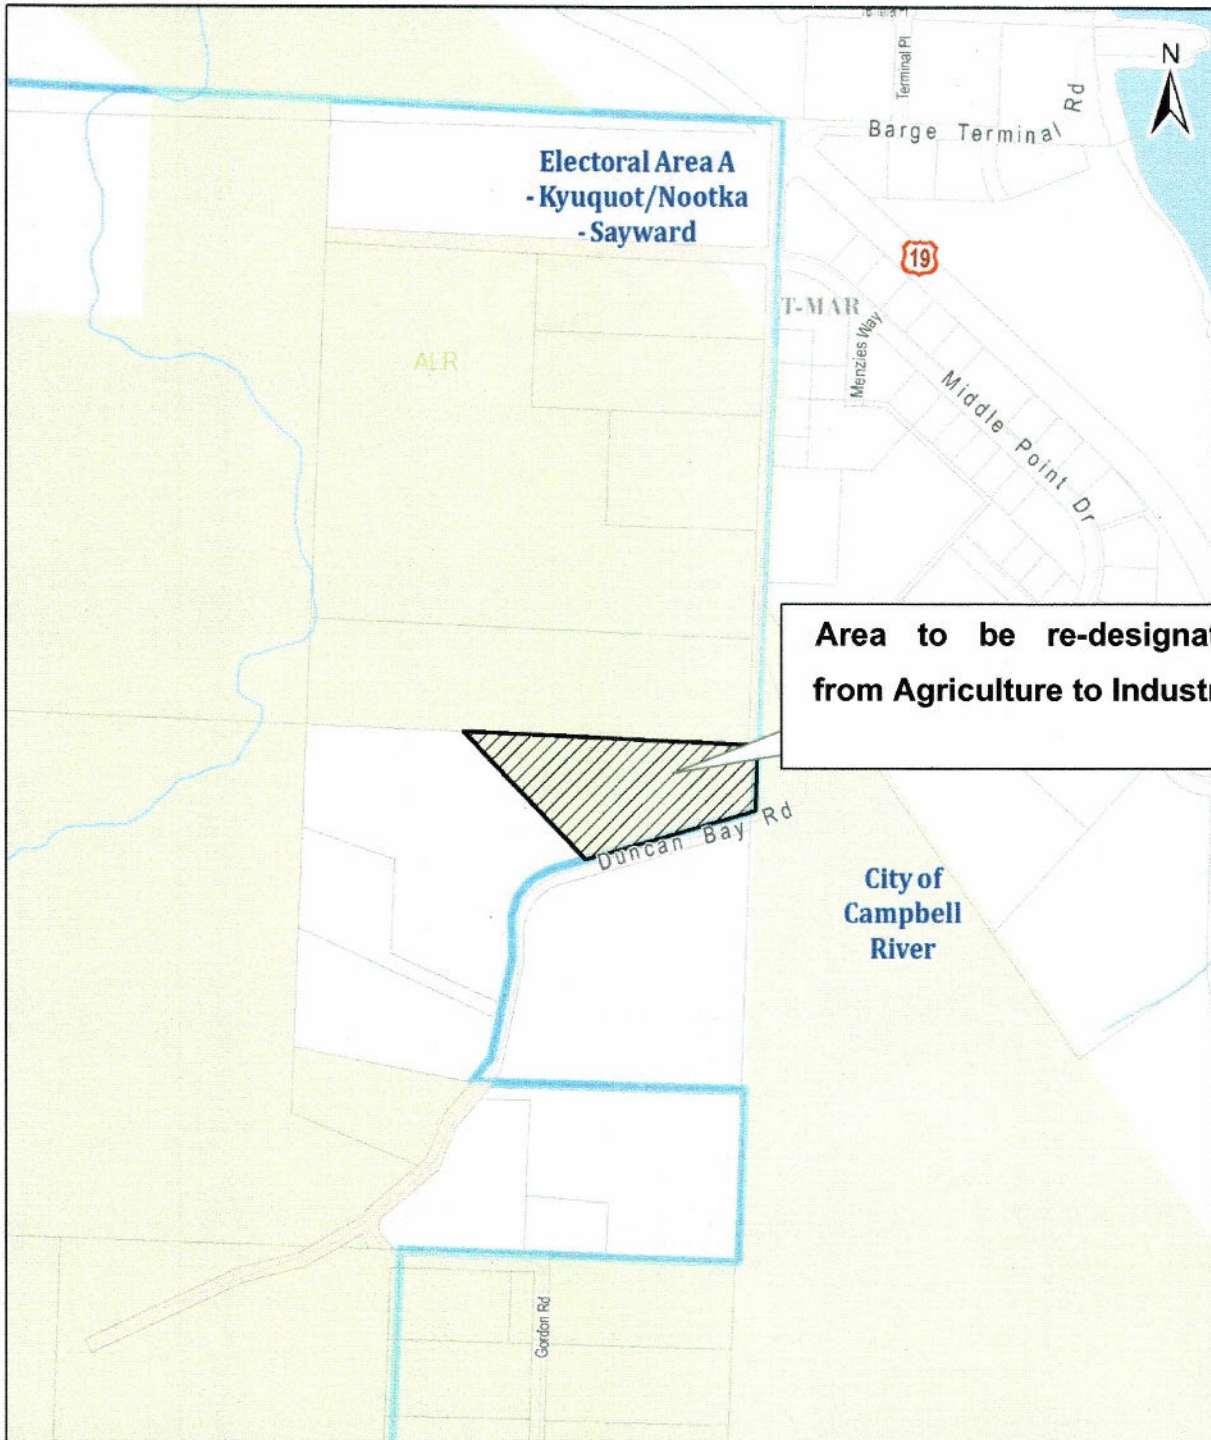 Terminal Pl
N
Barge Terminal Rd
Electoral Area A
- Kyuquot/Nootka
- Sayward
19
T-MAR
Menzies Way
ALR
Middle Point Dr
Area to be re-designat
from Agriculture to Industr
Duncan Bay Rd
City of
Campbell
River
Gordon Rd